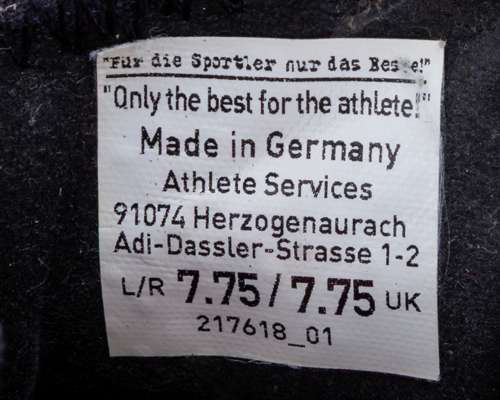 "Für die Sportler nur das Beste!"
"Only the best for the athlete!"
Made in Germany
Athlete Services
91074 Herzogenaurach
Adi-Dassler-Strasse 1-2
L/R 7.75 / 7.75 UK
217618_01